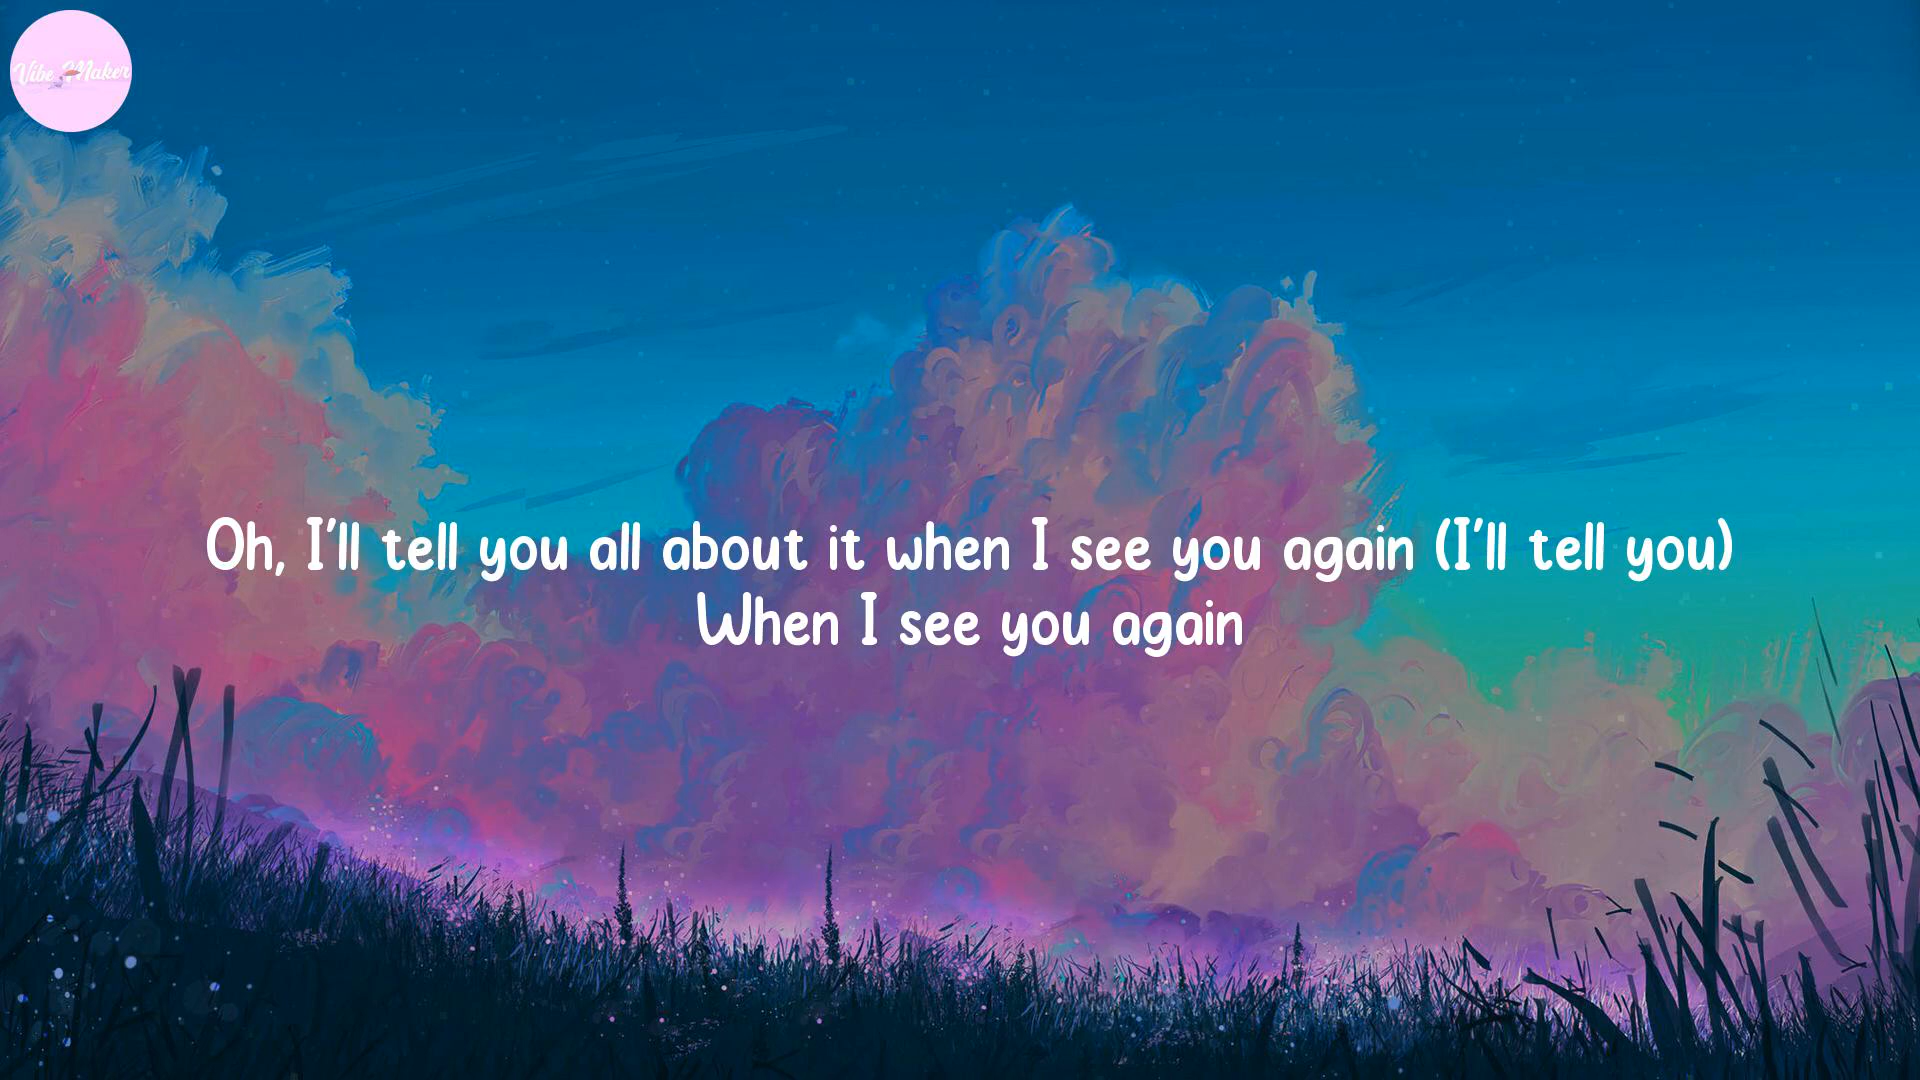 Vibe Maker
Oh, I'll tell you all about it when I see you again (I'll tell you)
When I see you again